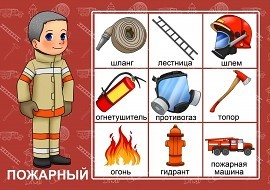 шланг
лестница
шлем
огнетушитель
противогаз
топор
огонь
гидрант
пожарная
машина
ПОЖАРНЫЙ